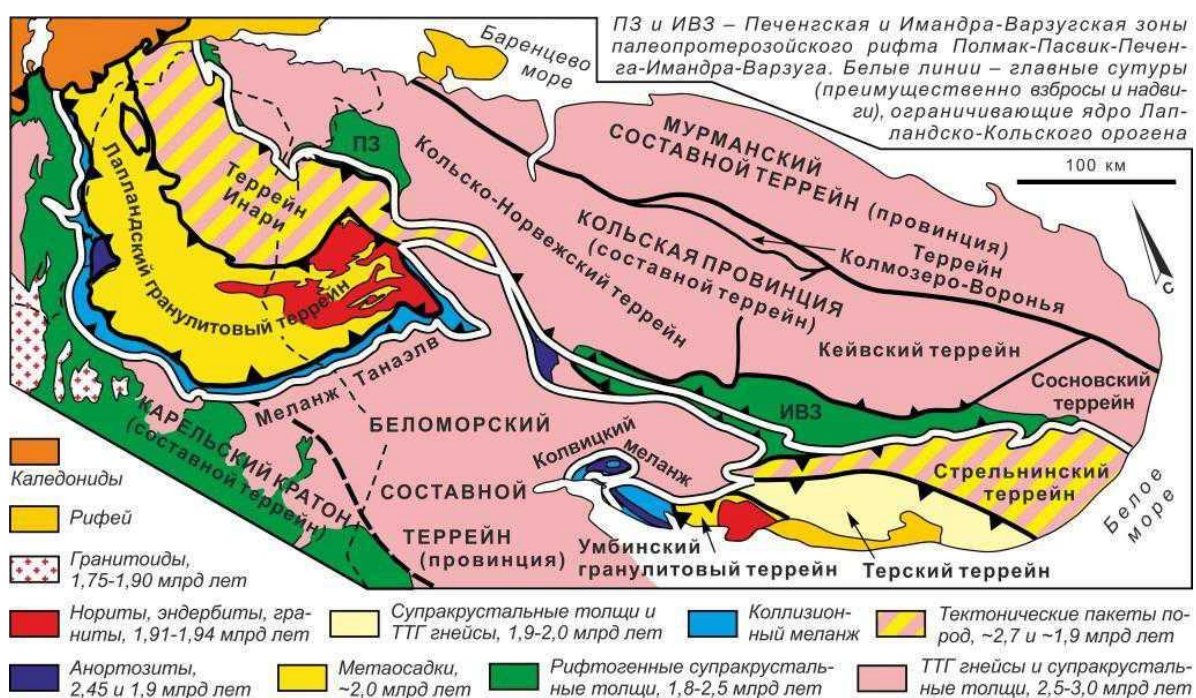 ПЗ и ИВЗ – Печенгская и Имандра-Варзугская зоны
палеопротерозойского рифта Полмак-Пасвик-Печен-
га-Имандра-Варзуга. Белые линии – главные сутуры
(преимущественно взбросы и надви-
ги), ограничивающие ядро Лап-
ландско-Кольского орогена
Баренцево
море
100 км
С
ПЗ
МУРМАНСКИЙ
СОСТАВНОЙ ТЕРРЕЙН (провинция)
Террейн
Колмозеро-Воронья
Кольско-Норвежский террейн
КОЛЬСКАЯ ПРОВИНЦИЯ
(составной террейн)
Террейн
Инари
Лапландский гранулитовый террейн
Кейвский террейн
Сосновский
террейн
ИВЗ
Меланж Танаэлв
КАРЕЛЬСКИЙ КРАТОН
(составной террейн)
БЕЛОМОРСКИЙ
СОСТАВНОЙ
ТЕРРЕЙН
(провинция)
Колвицкий
меланж
Стрельнинский
террейн
Белое
море
Умбинский
гранулитовый террейн
Терский террейн
Каледониды
Рифей
Гранитоиды,
1,75-1,90 млрд лет
Нориты, эндербиты, гра-
ниты, 1,91-1,94 млрд лет
Супракрустальные толщи и
ТТГ гнейсы, 1,9-2,0 млрд лет
Коллизион-
ный меланж
Тектонические пакеты по-
род, ~2,7 и ~1,9 млрд лет
Анортозиты,
2,45 и 1,9 млрд лет
Метаосадки,
~2,0 млрд лет
Рифтогенные супракрусталь-
ные толщи, 1,8-2,5 млрд лет
ТТГ гнейсы и супракрусталь-
ные толщи, 2,5-3,0 млрд лет